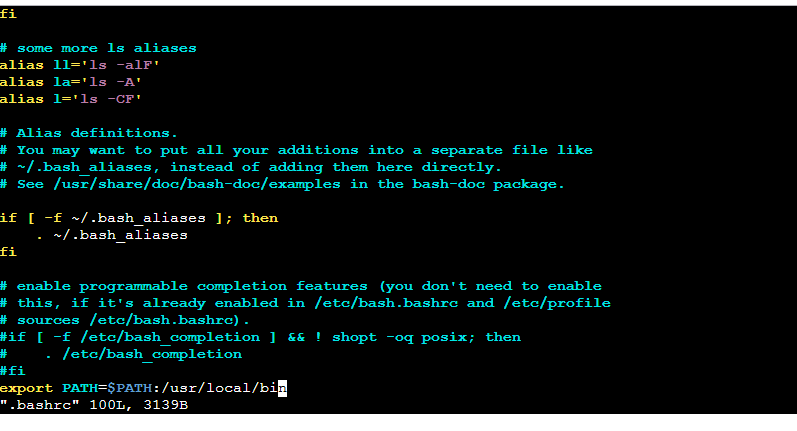 fi

# some more ls aliases
alias ll='ls -alF'
alias la='ls -A'
alias l='ls -CF'

# Alias definitions.
# You may want to put all your additions into a separate file like
# ~/.bash_aliases, instead of adding them here directly.
# See /usr/share/doc/bash-doc/examples in the bash-doc package.

if [ -f ~/.bash_aliases ]; then
    . ~/.bash_aliases
fi

# enable programmable completion features (you don't need to enable
# this, if it's already enabled in /etc/bash.bashrc and /etc/profile
# sources /etc/bash.bashrc).
#if [ -f /etc/bash_completion ] && ! shopt -oq posix; then
#    . /etc/bash_completion
#fi
export PATH=$PATH:/usr/local/bin
".bashrc" 100L, 3139B